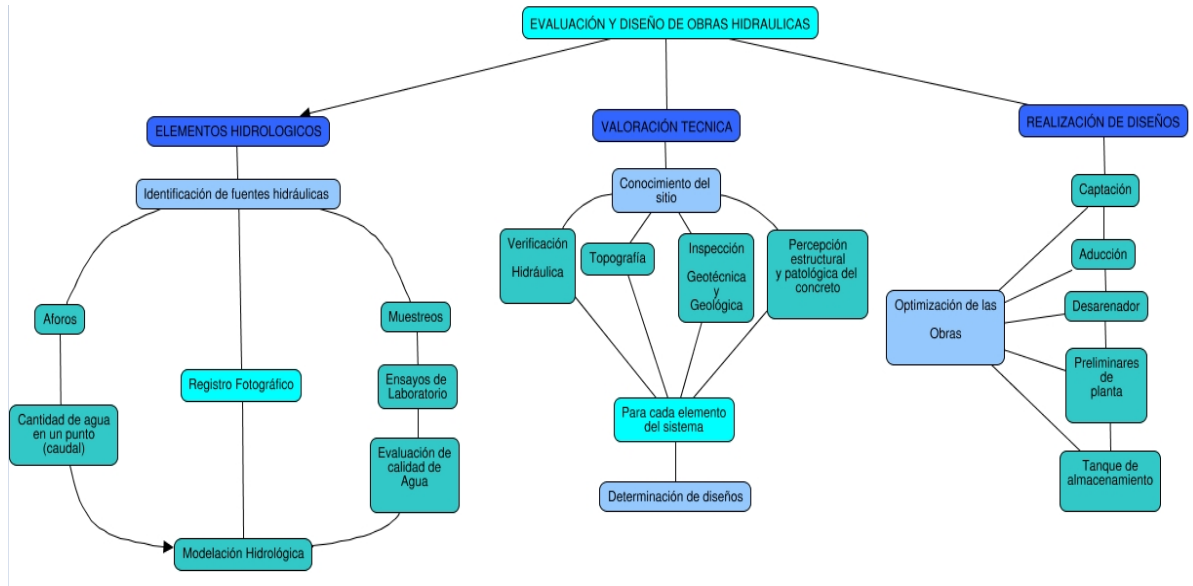 EVALUACIÓN Y DISEÑO DE OBRAS HIDRAULICAS
ELEMENTOS HIDROLOGICOS
Identificación de fuentes hidráulicas
Aforos
Cantidad de agua
en un punto
(caudal)
Registro Fotográfico
Muestreos
Ensayos de
Laboratorio
Evaluación de
calidad de
Agua
Modelación Hidrológica
VALORACIÓN TECNICA
Conocimiento del
sitio
Verificación
Hidráulica
Topografía
Inspección
Geotécnica
y
Geológica
Percepción
estructural
y patológica del
concreto
Para cada elemento
del sistema
Determinación de diseños
REALIZACIÓN DE DISEÑOS
Captación
Aducción
Desarenador
Preliminares
de
planta
Tanque de
almacenamiento
Optimización de las
Obras